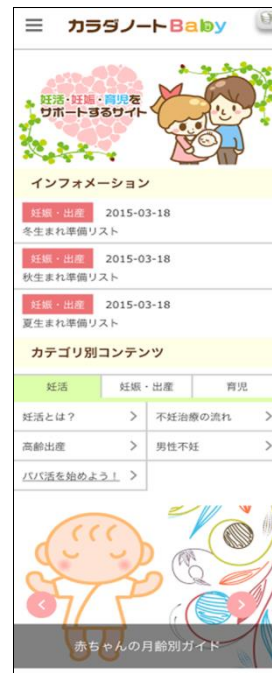 カラダノートBaby
妊活・妊娠・育児を
サポートするサイト
インフォメーション
妊娠・出産 2015-03-18
冬生まれ準備リスト
妊娠・出産 2015-03-18
秋生まれ準備リスト
妊娠・出産 2015-03-18
夏生まれ準備リスト
カテゴリ別コンテンツ
妊活 妊娠・出産 育児
妊活とは？ 不妊治療の流れ
高齢出産 男性不妊
パパ活を始めよう！
赤ちゃんの月齢別ガイド